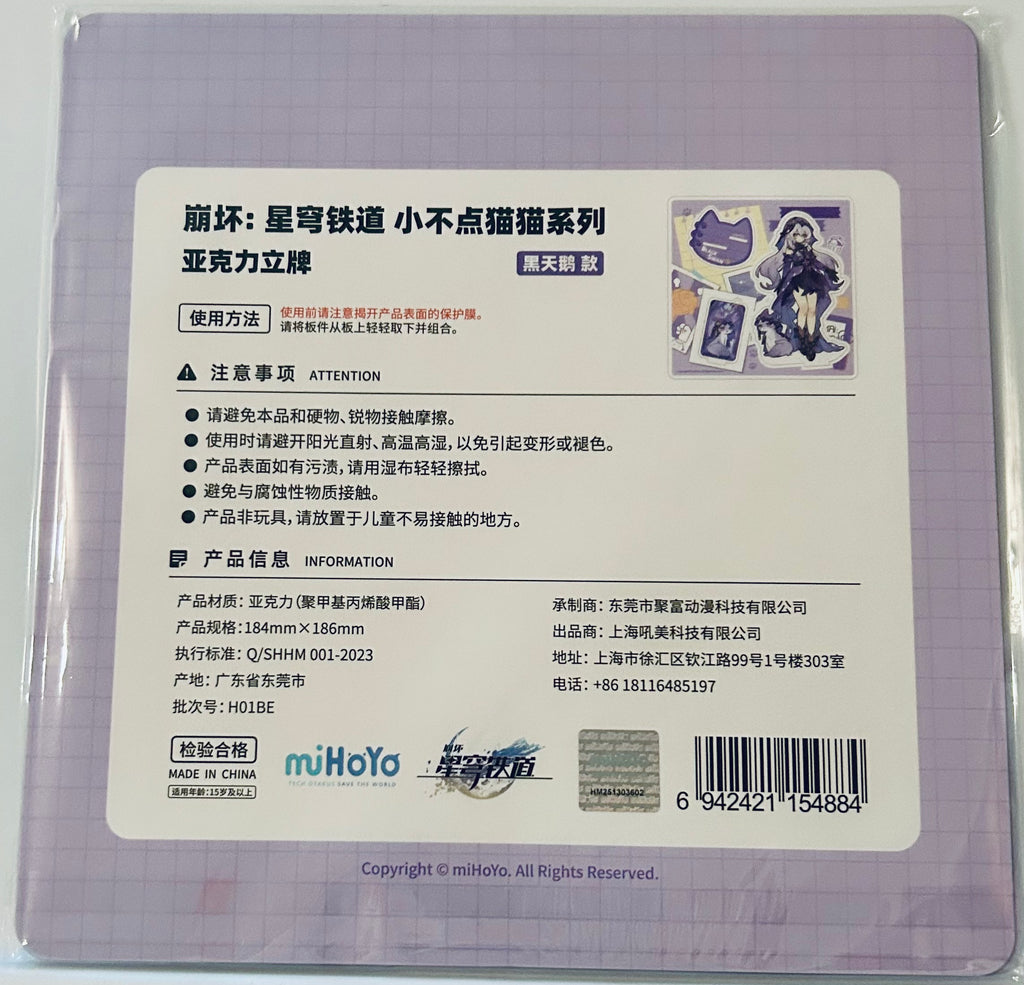 崩坏：星穹铁道 小不点猫猫系列
亚克力立牌
黑天鹅 款
使用方法
使用前请注意揭开产品表面的保护膜。
请将板件从板上轻轻取下并组合。
注意事项 ATTENTION
● 请避免本品和硬物、锐物接触摩擦。
● 使用时请避开阳光直射、高温高湿，以免引起变形或褪色。
● 产品表面如有污渍，请用湿布轻轻擦拭。
● 避免与腐蚀性物质接触。
● 产品非玩具，请放置于儿童不易接触的地方。
产品信息 INFORMATION
产品材质：亚克力（聚甲基丙烯酸甲酯）
产品规格：184mm×186mm
执行标准：Q/SHHM 001-2023
产地：广东省东莞市
批次号：H01BE
承制商：东莞市聚富动漫科技有限公司
出品商：上海吼美科技有限公司
地址：上海市徐汇区钦江路99号1号楼303室
电话：+86 18116485197
检验合格
MADE IN CHINA
适用年龄：15岁及以上
miHoYo
TECH OTAKUS SAVE THE WORLD
崩坏
星穹铁道
HM251303602
6 942421 154884
Copyright © miHoYo. All Rights Reserved.